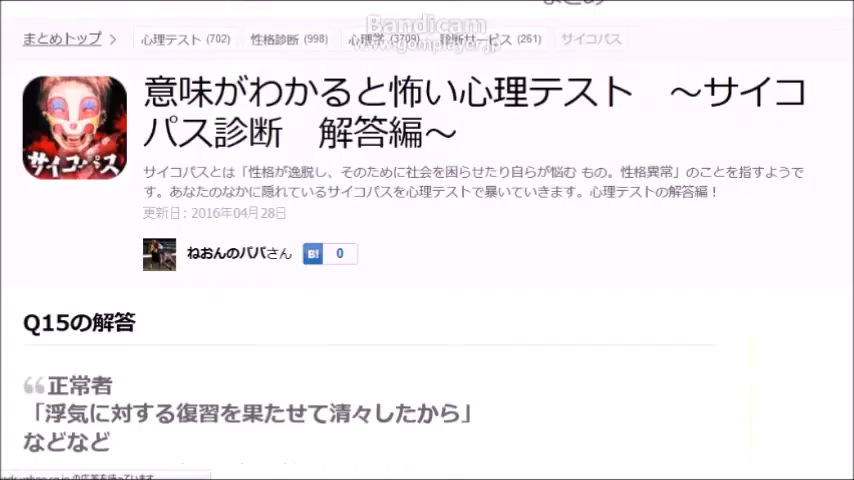 Bandicam
www.gomplayer.jp
まとめトップ
心理テスト (702)
性格診断 (998)
心理学 (3709)
診断サービス (261)
サイコパス
意味がわかると怖い心理テスト　～サイコ
パス診断　解答編～
サイコパス
サイコパスとは「性格が逸脱し、そのために社会を困らせたり自らが悩む もの。性格異常」のことを指すようで
す。あなたのなかに隠れているサイコパスを心理テストで暴いていきます。心理テストの解答編！
更新日: 2016年04月28日
ねおんのパパさん
B! 0
Q15の解答
正常者
「浮気に対する復習を果たせて清々したから」
などなど